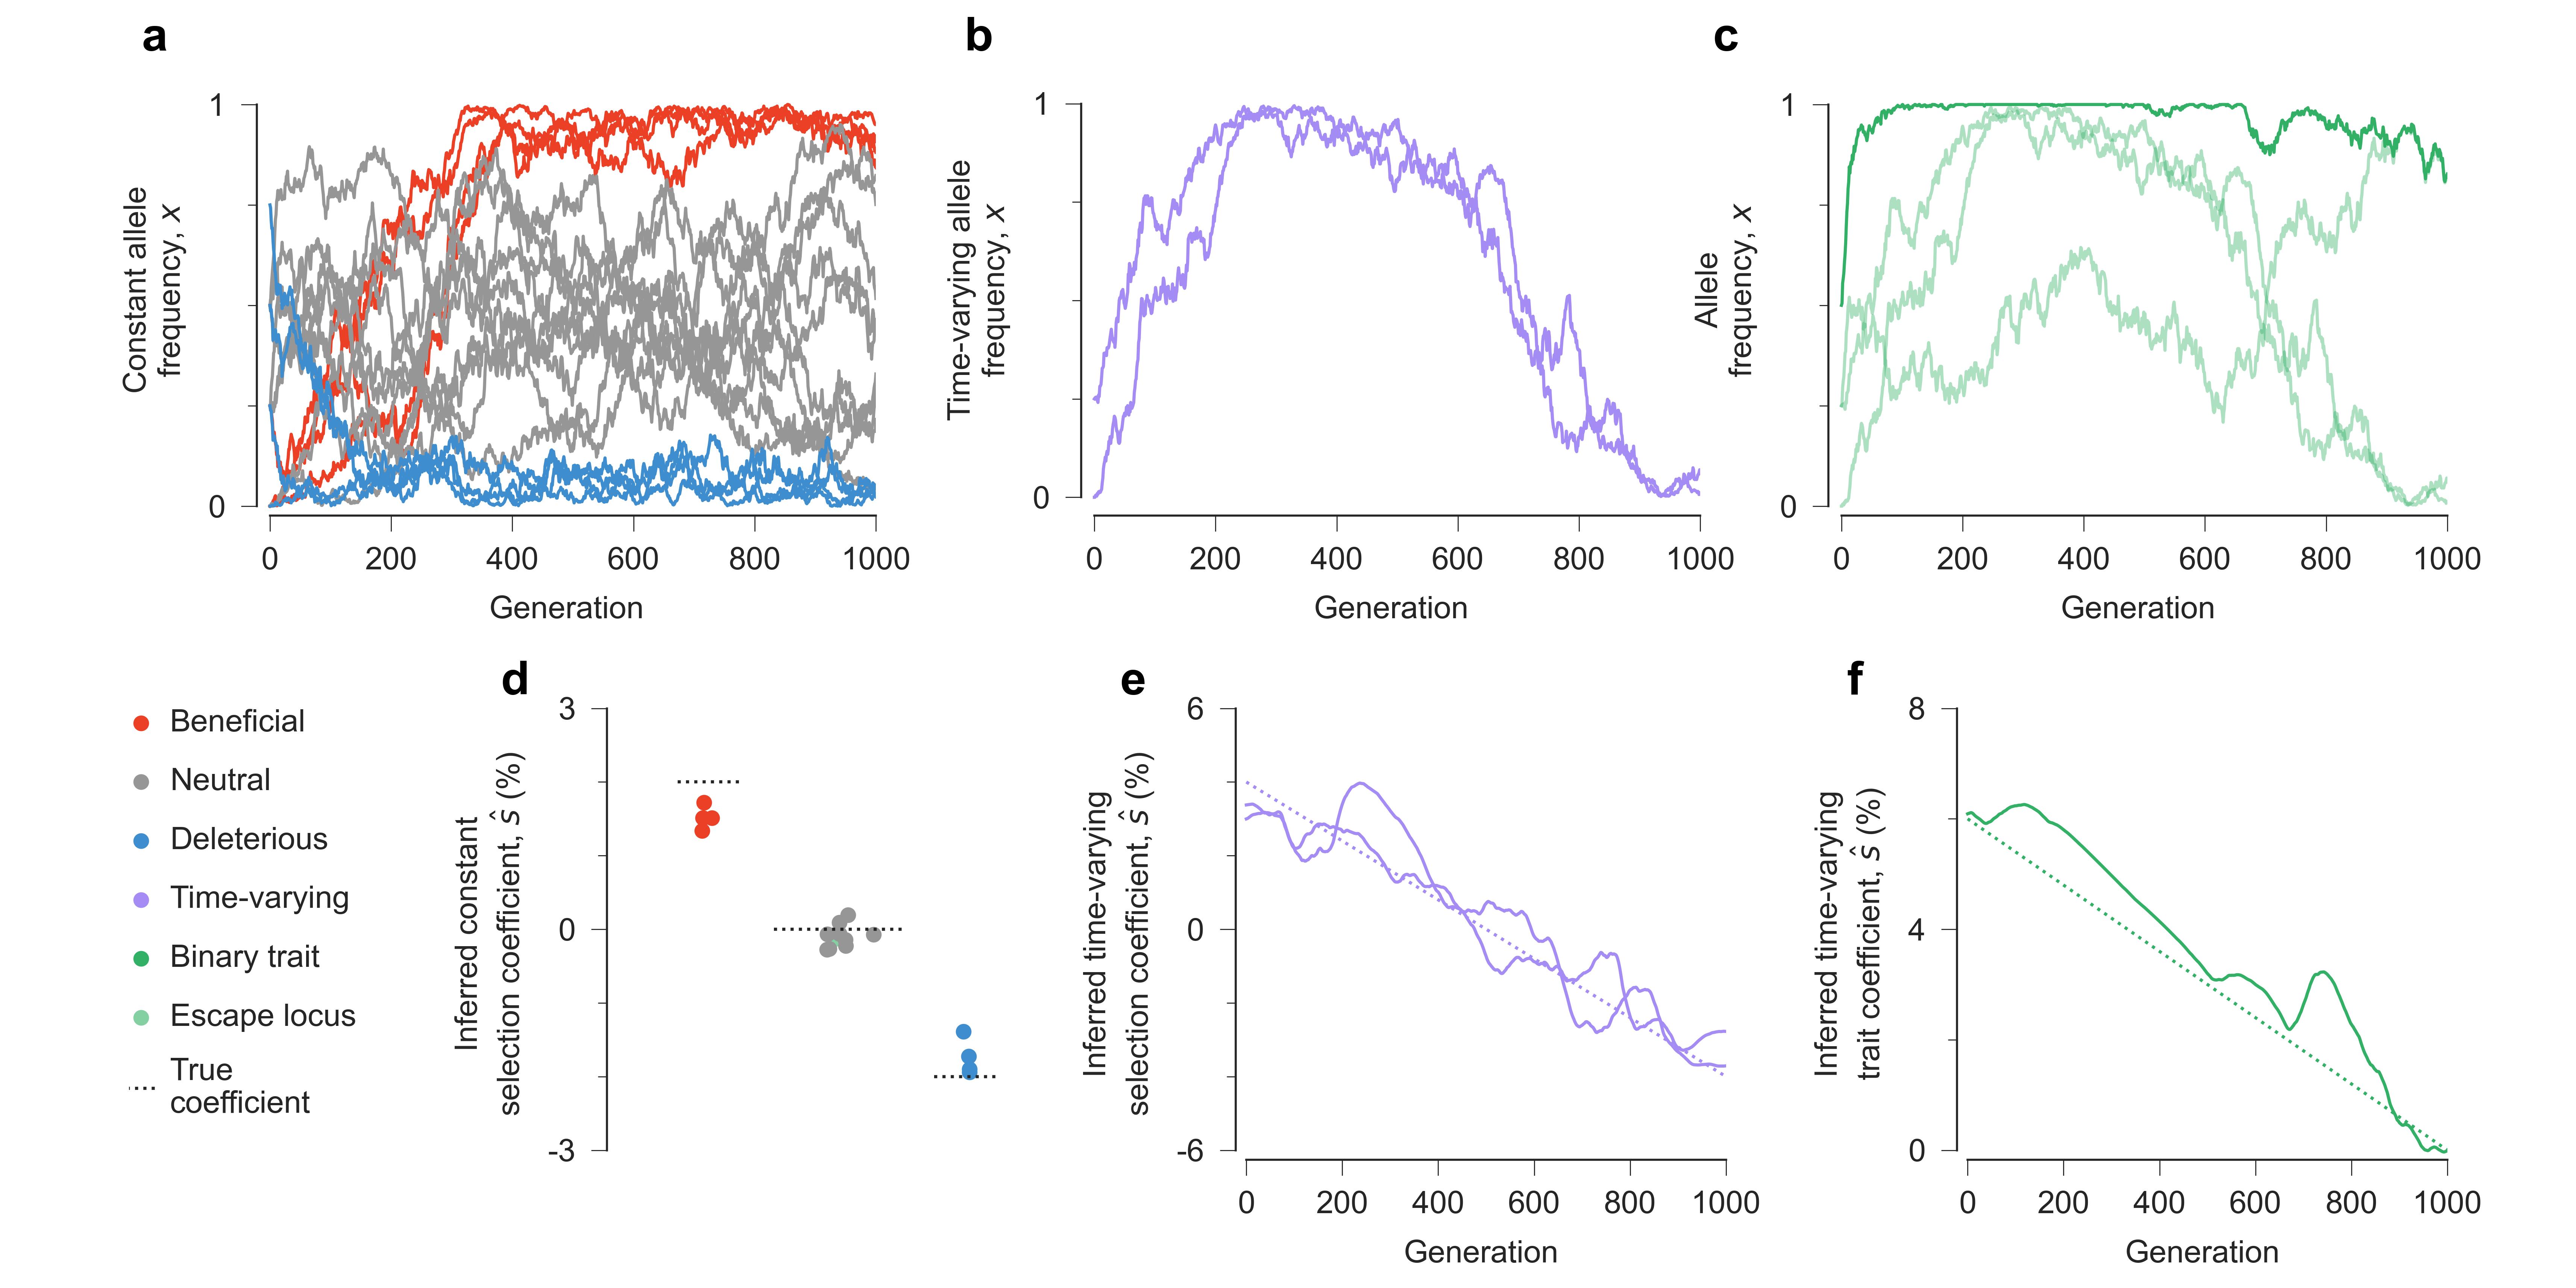 a
1
0
Constant allele
frequency, x
0 200 400 600 800 1000
Generation
b
1
0
Time-varying allele
frequency, x
0 200 400 600 800 1000
Generation
c
1
0
Allele
frequency, x
0 200 400 600 800 1000
Generation
Beneficial
Neutral
Deleterious
Time-varying
Binary trait
Escape locus
True
coefficient
d
3
0
-3
Inferred constant
selection coefficient, ŝ (%)
e
6
0
-6
Inferred time-varying
selection coefficient, ŝ (%)
0 200 400 600 800 1000
Generation
f
8
4
0
Inferred time-varying
trait coefficient, ŝ (%)
0 200 400 600 800 1000
Generation